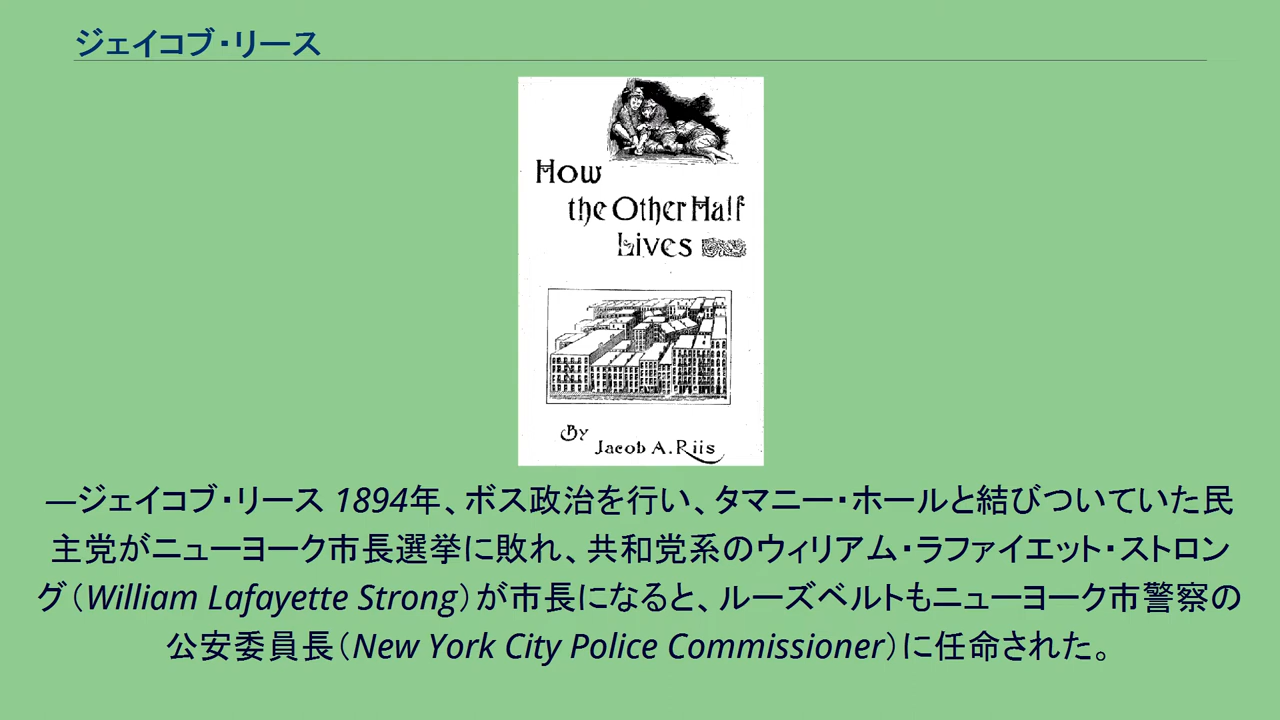 ジェイコブ・リース
How
the Other Half
Lives
By
Jacob A. Riis
—ジェイコブ・リース 1894年、ボス政治を行い、タマニー・ホールと結びついていた民
主党がニューヨーク市長選挙に敗れ、共和党系のウィリアム・ラファイエット・ストロン
グ（William Lafayette Strong）が市長になると、ルーズベルトもニューヨーク市警察の
公安委員長（New York City Police Commissioner）に任命された。